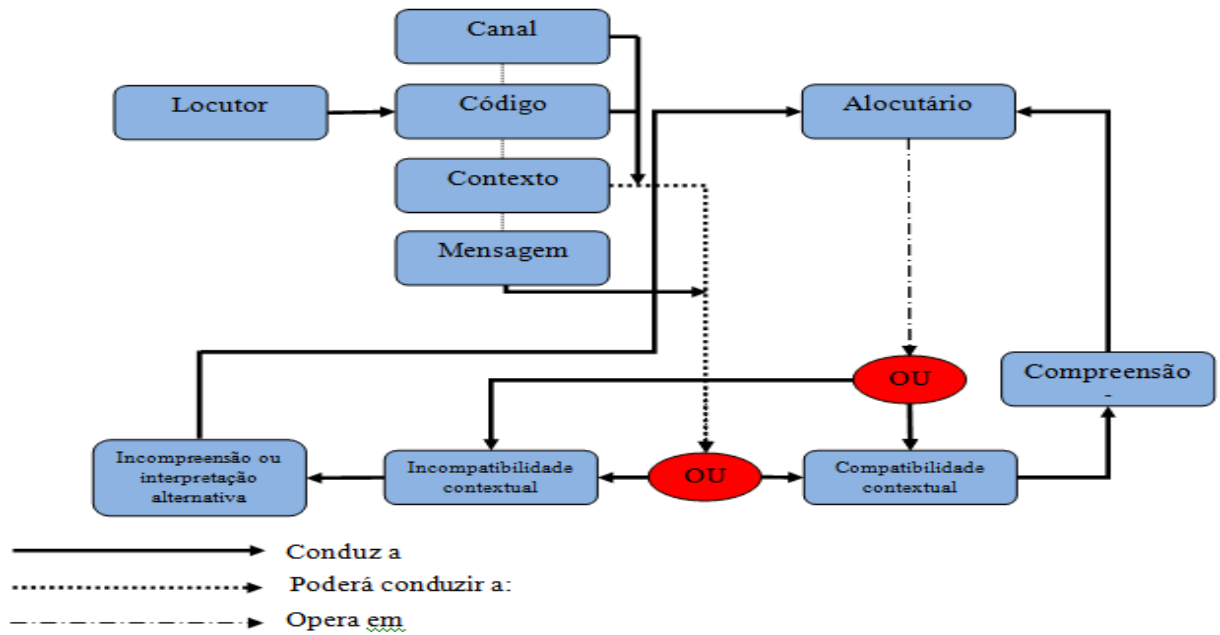 Canal
Locutor
Código
Alocutário
Contexto
Mensagem
OU
Compreensão
-
Incompreensão ou
interpretação
alternativa
Incompatibilidade
contextual
OU
Compatibilidade
contextual
Conduz a
Poderá conduzir a:
Opera em